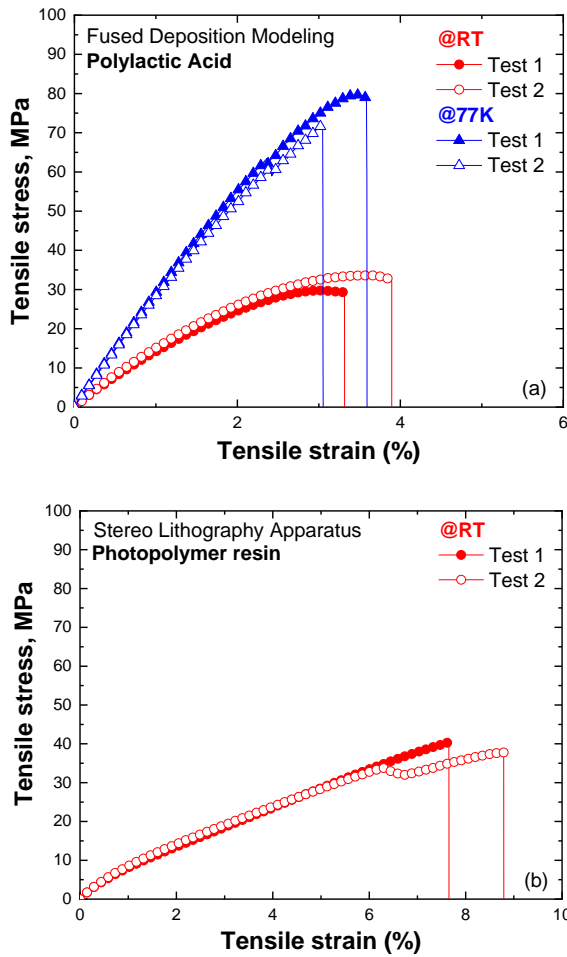 100
90
80
70
60
50
40
30
20
10
0
Tensile stress, MPa
Fused Deposition Modeling
Polylactic Acid
@RT
Test 1
Test 2
@77K
Test 1
Test 2
(a)
0 2 4 6
Tensile strain (%)
100
90
80
70
60
50
40
30
20
10
0
Tensile stress, MPa
Stereo Lithography Apparatus
Photopolymer resin
@RT
Test 1
Test 2
(b)
0 2 4 6 8 10
Tensile strain (%)